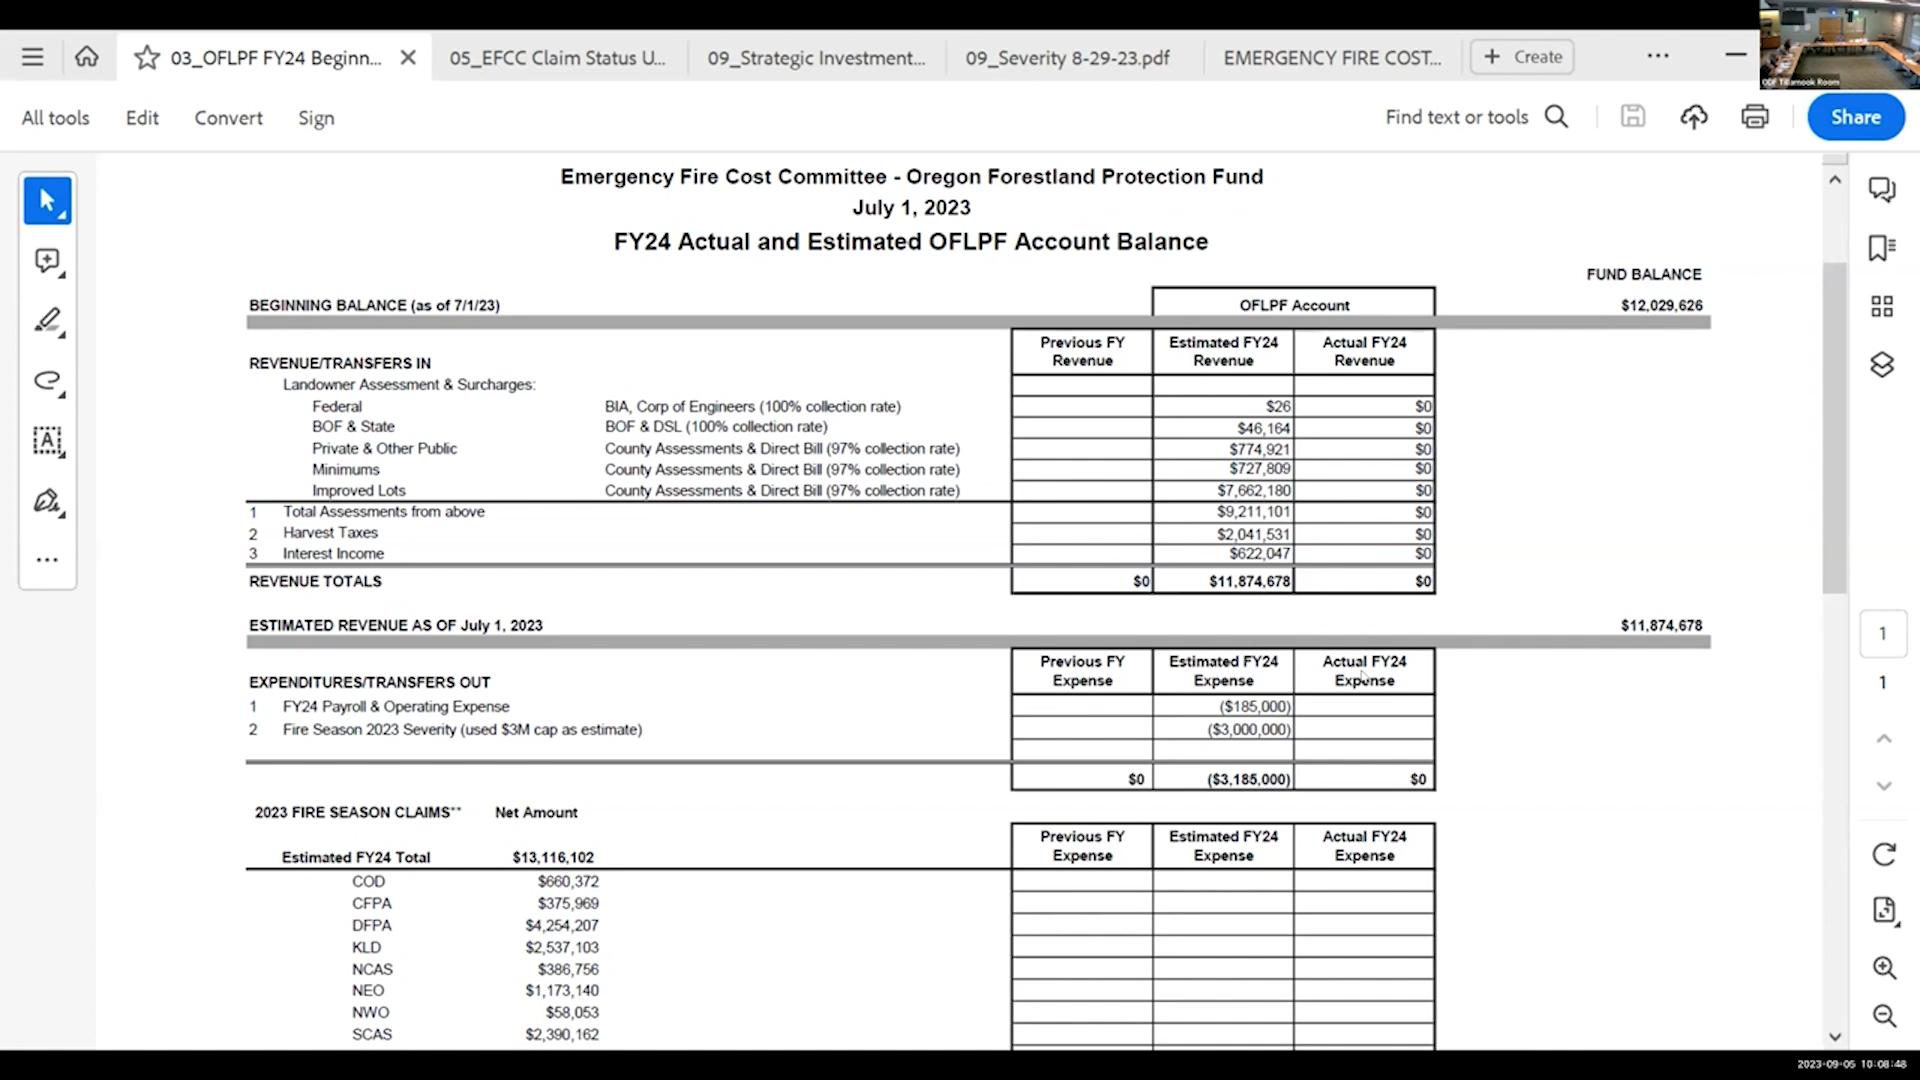 03_OFLPF FY24 Beginn...
05_EFCC Claim Status U...
09_Strategic Investment...
09_Severity 8-29-23.pdf
EMERGENCY FIRE COST...
+ Create
ODF Tillamook Room
All tools
Edit
Convert
Sign
Find text or tools
Share
Emergency Fire Cost Committee - Oregon Forestland Protection Fund
July 1, 2023
FY24 Actual and Estimated OFLPF Account Balance
FUND BALANCE
BEGINNING BALANCE (as of 7/1/23) OFLPF Account $12,029,626
Previous FY Estimated FY24 Actual FY24
Revenue Revenue Revenue
REVENUE/TRANSFERS IN
Landowner Assessment & Surcharges:
Federal BIA, Corp of Engineers (100% collection rate) $26 $0
BOF & State BOF & DSL (100% collection rate) $46,164 $0
Private & Other Public County Assessments & Direct Bill (97% collection rate) $774,921 $0
Minimums County Assessments & Direct Bill (97% collection rate) $727,809 $0
Improved Lots County Assessments & Direct Bill (97% collection rate) $7,662,180 $0
1 Total Assessments from above $9,211,101 $0
2 Harvest Taxes $2,041,531 $0
3 Interest Income $622,047 $0
REVENUE TOTALS $0 $11,874,678 $0
ESTIMATED REVENUE AS OF July 1, 2023 $11,874,678
Previous FY Estimated FY24 Actual FY24
Expense Expense Expense
EXPENDITURES/TRANSFERS OUT
1 FY24 Payroll & Operating Expense ($185,000)
2 Fire Season 2023 Severity (used $3M cap as estimate) ($3,000,000)
$0 ($3,185,000) $0
2023 FIRE SEASON CLAIMS** Net Amount
Previous FY Estimated FY24 Actual FY24
Expense Expense Expense
Estimated FY24 Total $13,116,102
COD $660,372
CFPA $375,969
DFPA $4,254,207
KLD $2,537,103
NCAS $386,756
NEO $1,173,140
NWO $58,053
SCAS $2,390,162
1
1
2023-09-05 10:08:48